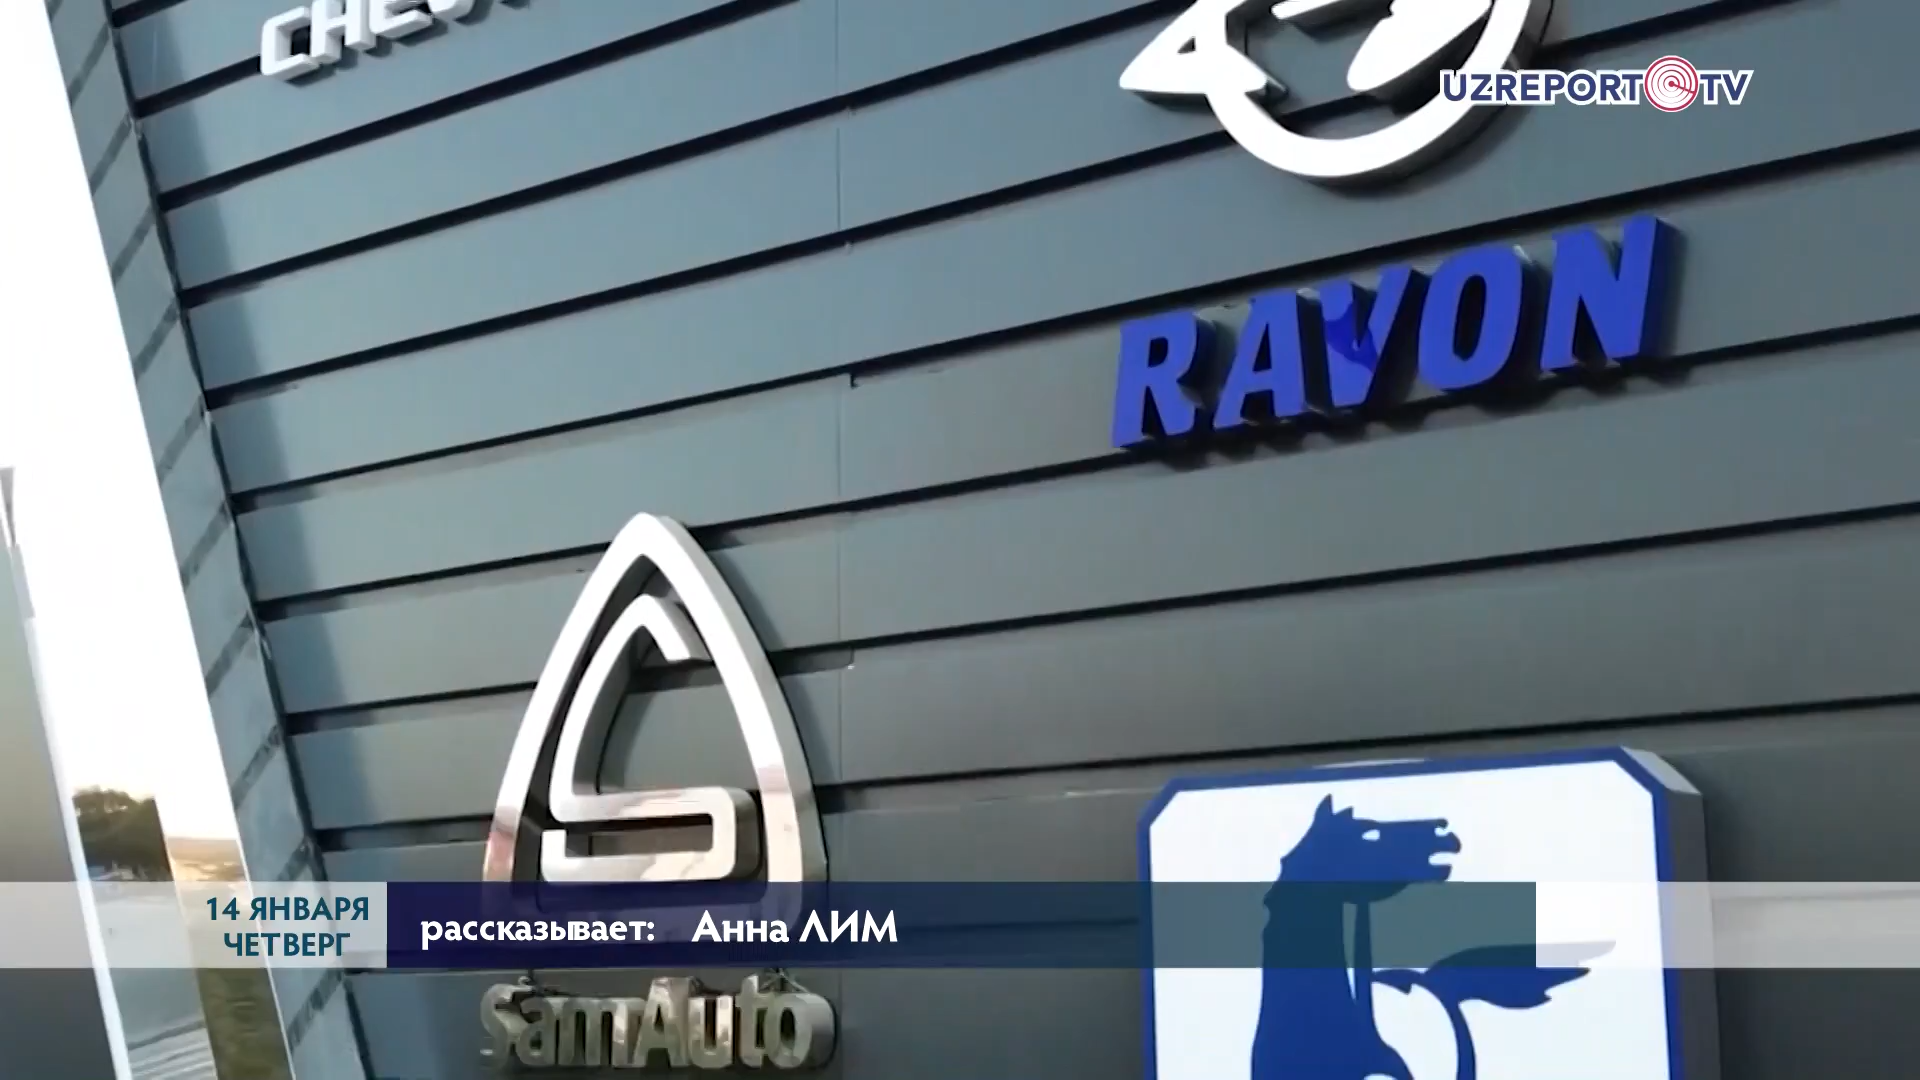 UZREPORT TV
RAVON
14 ЯНВАРЯ
ЧЕТВЕРГ
рассказывает: Анна ЛИМ
SamAuto